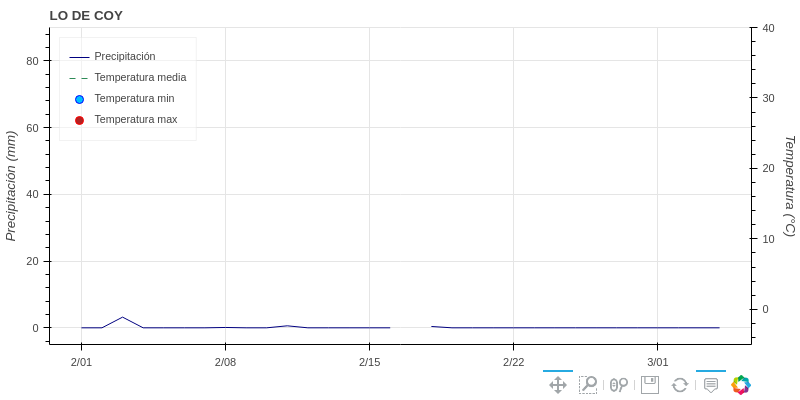 LO DE COY
Precipitación
Temperatura media
Temperatura min
Temperatura max
Precipitación (mm)
80
60
40
20
0
Temperatura (°C)
40
30
20
10
0
2/01
2/08
2/15
2/22
3/01